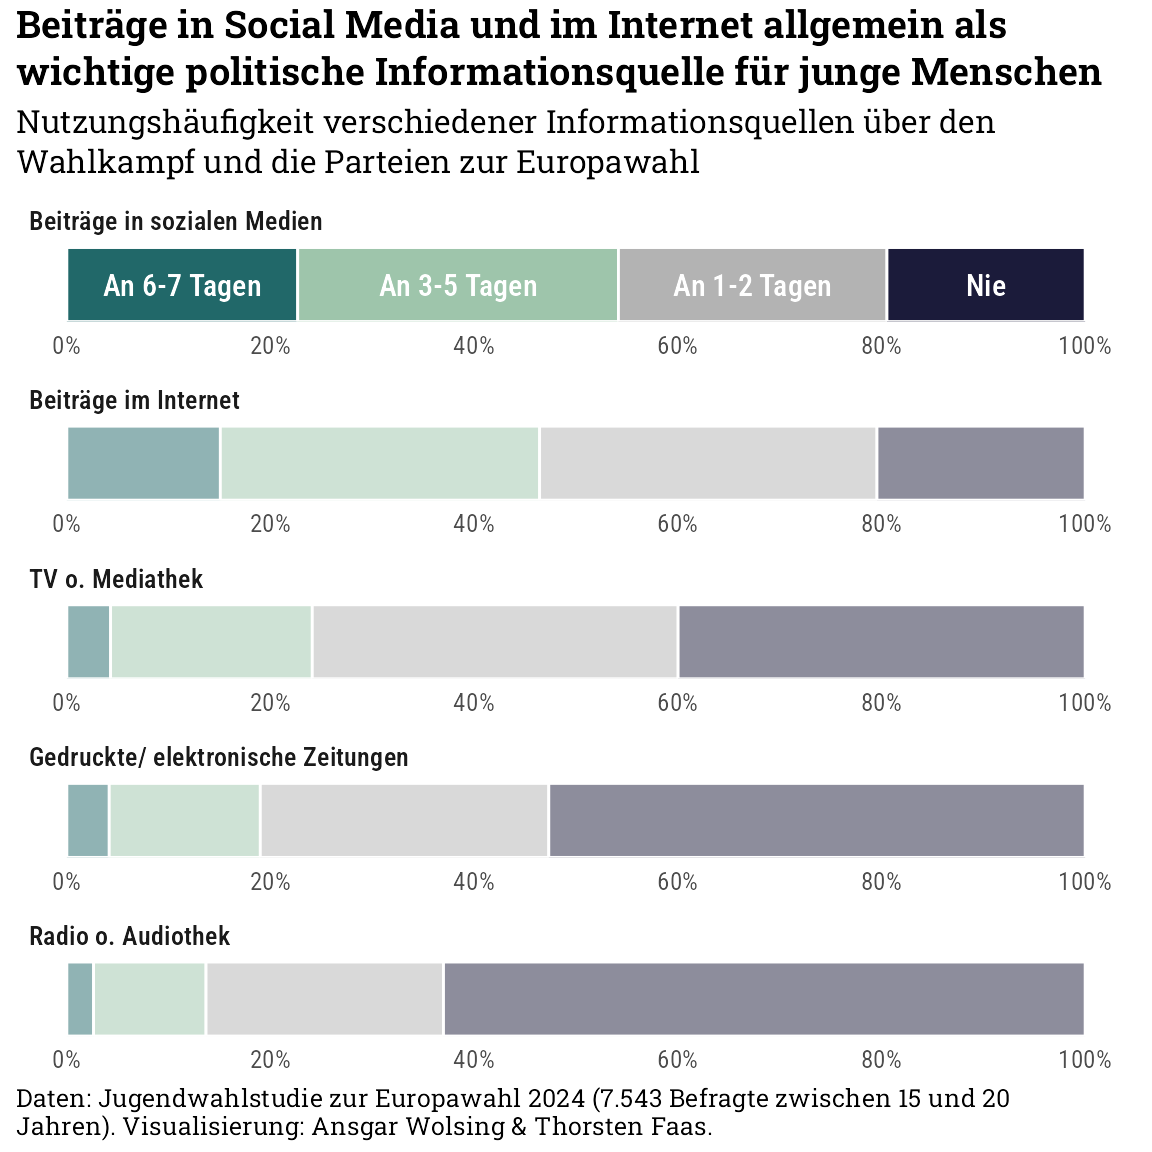 Beiträge in Social Media und im Internet allgemein als
wichtige politische Informationsquelle für junge Menschen
Nutzungshäufigkeit verschiedener Informationsquellen über den
Wahlkampf und die Parteien zur Europawahl
Beiträge in sozialen Medien
An 6-7 Tagen An 3-5 Tagen An 1-2 Tagen Nie
0% 20% 40% 60% 80% 100%
Beiträge im Internet
0% 20% 40% 60% 80% 100%
TV o. Mediathek
0% 20% 40% 60% 80% 100%
Gedruckte/ elektronische Zeitungen
0% 20% 40% 60% 80% 100%
Radio o. Audiothek
0% 20% 40% 60% 80% 100%
Daten: Jugendwahlstudie zur Europawahl 2024 (7.543 Befragte zwischen 15 und 20
Jahren). Visualisierung: Ansgar Wolsing & Thorsten Faas.